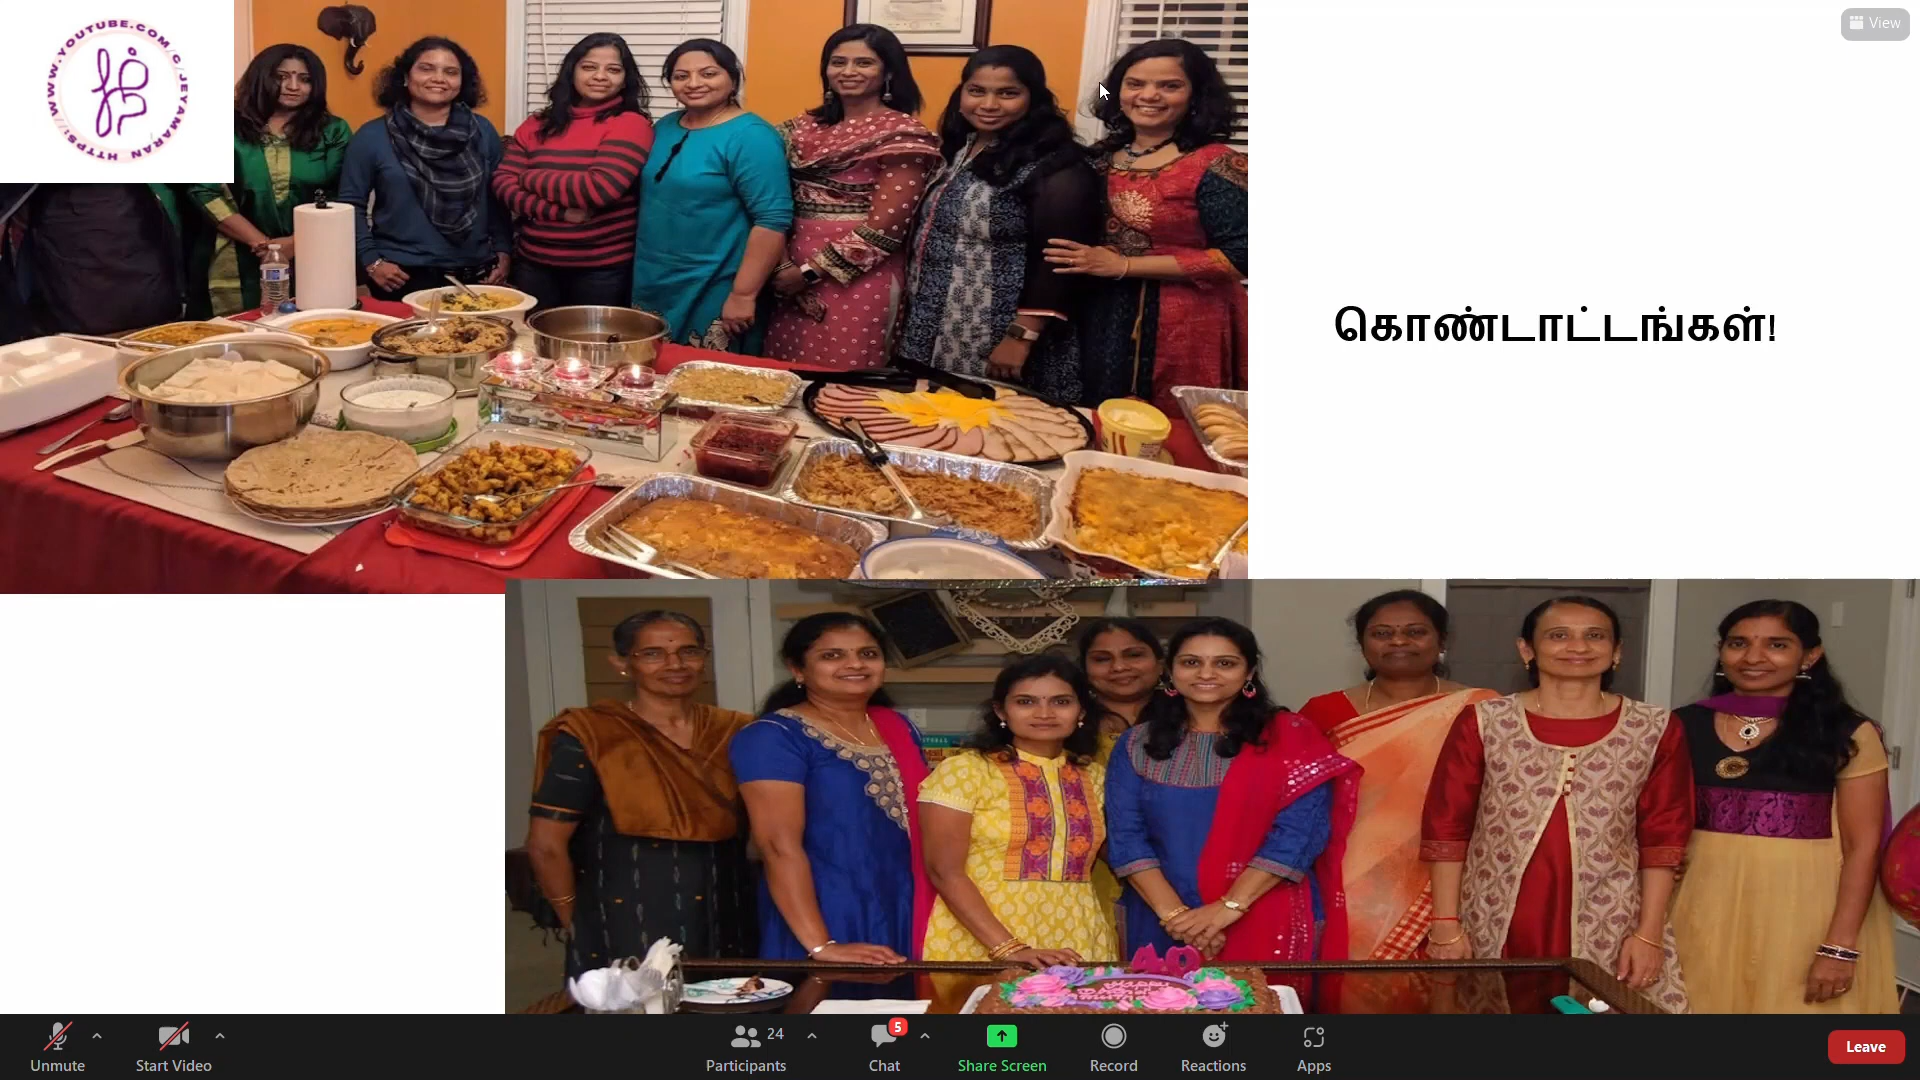 HTTPS://WWW.YOUTUBE.COM/C/JEYAMARAN
View
கொண்டாட்டங்கள்!
40
Unmute
Start Video
24
Participants
5
Chat
Share Screen
Record
Reactions
Apps
Leave